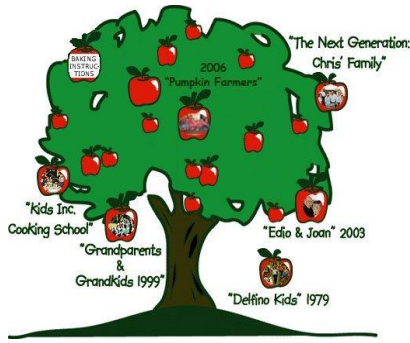 BAKING
INSTRUC-
TIONS
2006
"Pumpkin Farmers"
"The Next Generation:
Chris' Family"
"Kids Inc.
Cooking School"
"Grandparents
&
Grandkids 1999"
"Edio & Joan" 2003
"Delfino Kids" 1979